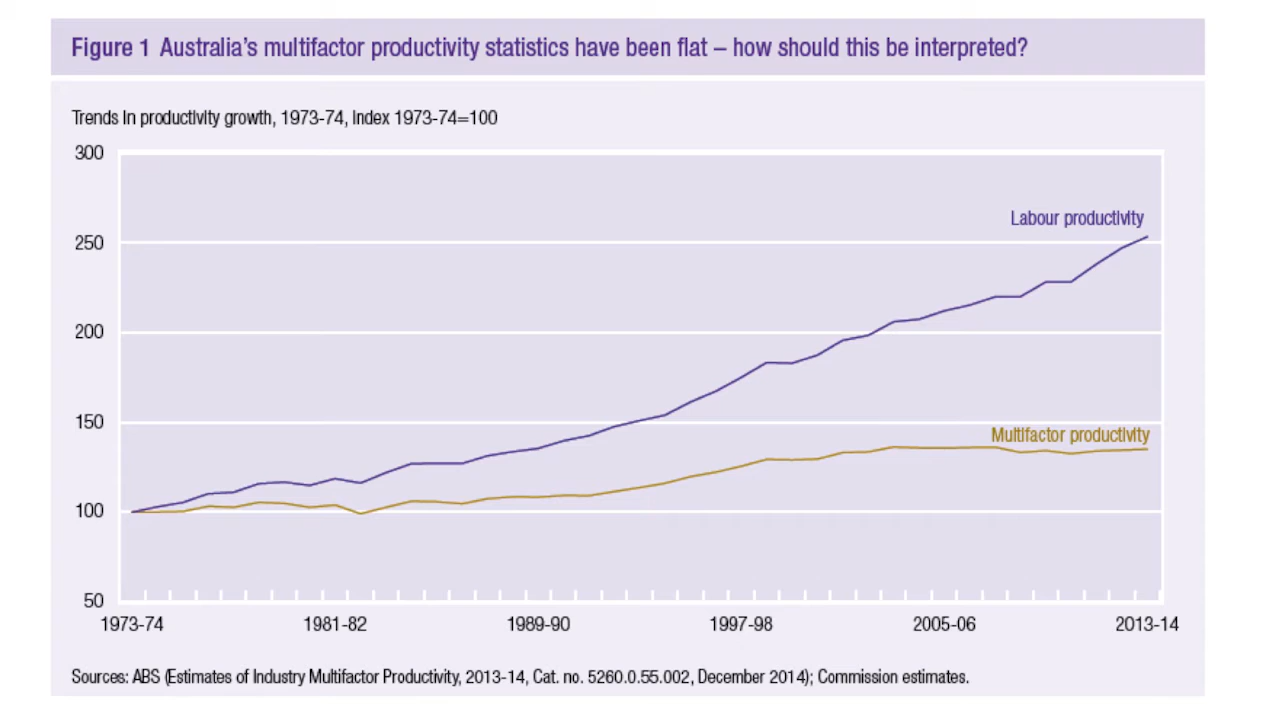 Figure 1 Australia's multifactor productivity statistics have been flat – how should this be interpreted?
Trends in productivity growth, 1973-74, Index 1973-74=100
300
Labour productivity
250
200
150
Multifactor productivity
100
50
1973-74 1981-82 1989-90 1997-98 2005-06 2013-14
Sources: ABS (Estimates of Industry Multifactor Productivity, 2013-14, Cat. no. 5260.0.55.002, December 2014); Commission estimates.